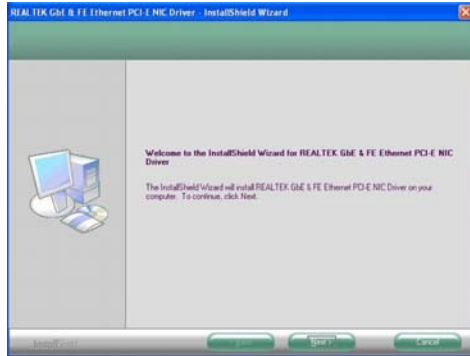 REALTEK GbE & FE Ethernet PCI-E NIC Driver - InstallShield Wizard
Welcome to the InstallShield Wizard for REALTEK GbE & FE Ethernet PCI-E NIC
Driver
The InstallShield Wizard will install REALTEK GbE & FE Ethernet PCI-E NIC Driver on your
computer. To continue, click Next.
InstallShield
Next >
Cancel